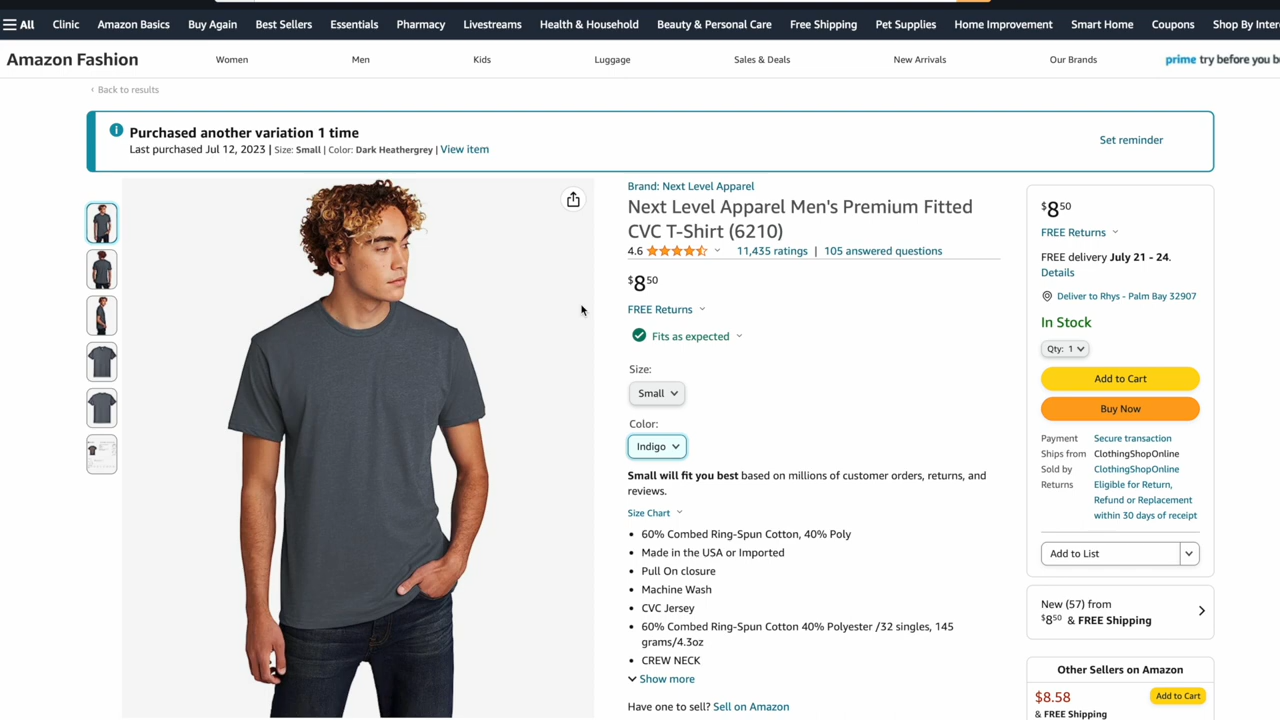 All Clinic Amazon Basics Buy Again Best Sellers Essentials Pharmacy Livestreams Health & Household Beauty & Personal Care Free Shipping Pet Supplies Home Improvement Smart Home Coupons Shop By Inter
Amazon Fashion Women Men Kids Luggage Sales & Deals New Arrivals Our Brands prime try before you b
‹ Back to results
Purchased another variation 1 time
Last purchased Jul 12, 2023 | Size: Small | Color: Dark Heathergrey | View item
Set reminder
Brand: Next Level Apparel
Next Level Apparel Men's Premium Fitted
CVC T-Shirt (6210)
4.6 11,435 ratings | 105 answered questions
$850
FREE Returns
Fits as expected
Size:
Small
Color:
Indigo
Small will fit you best based on millions of customer orders, returns, and
reviews.
Size Chart
• 60% Combed Ring-Spun Cotton, 40% Poly
• Made in the USA or Imported
• Pull On closure
• Machine Wash
• CVC Jersey
• 60% Combed Ring-Spun Cotton 40% Polyester /32 singles, 145
grams/4.3oz
• CREW NECK
Show more
Have one to sell? Sell on Amazon
$850
FREE Returns
FREE delivery July 21 - 24.
Details
Deliver to Rhys - Palm Bay 32907
In Stock
Qty: 1
Add to Cart
Buy Now
Payment Secure transaction
Ships from ClothingShopOnline
Sold by ClothingShopOnline
Returns Eligible for Return,
Refund or Replacement
within 30 days of receipt
Add to List
New (57) from
$850 & FREE Shipping
Other Sellers on Amazon
$8.58 Add to Cart
& FREE Shipping